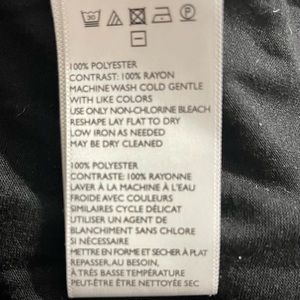 30
P
100% POLYESTER
CONTRAST: 100% RAYON
MACHINE WASH COLD GENTLE
WITH LIKE COLORS
USE ONLY NON-CHLORINE BLEACH
RESHAPE LAY FLAT TO DRY
LOW IRON AS NEEDED
MAY BE DRY CLEANED
100% POLYESTER
CONTRASTE: 100% RAYONNE
LAVER À LA MACHINE À L'EAU
FROIDE AVEC COULEURS
SIMILAIRES CYCLE DÉLICAT
UTILISER UN AGENT DE
BLANCHIMENT SANS CHLORE
SI NÉCESSAIRE
METTRE EN FORME ET SÉCHER À PLAT
REPASSER, AU BESOIN,
À TRÈS BASSE TEMPÉRATURE
PEUT ÊTRE NETTOYÉ SEC